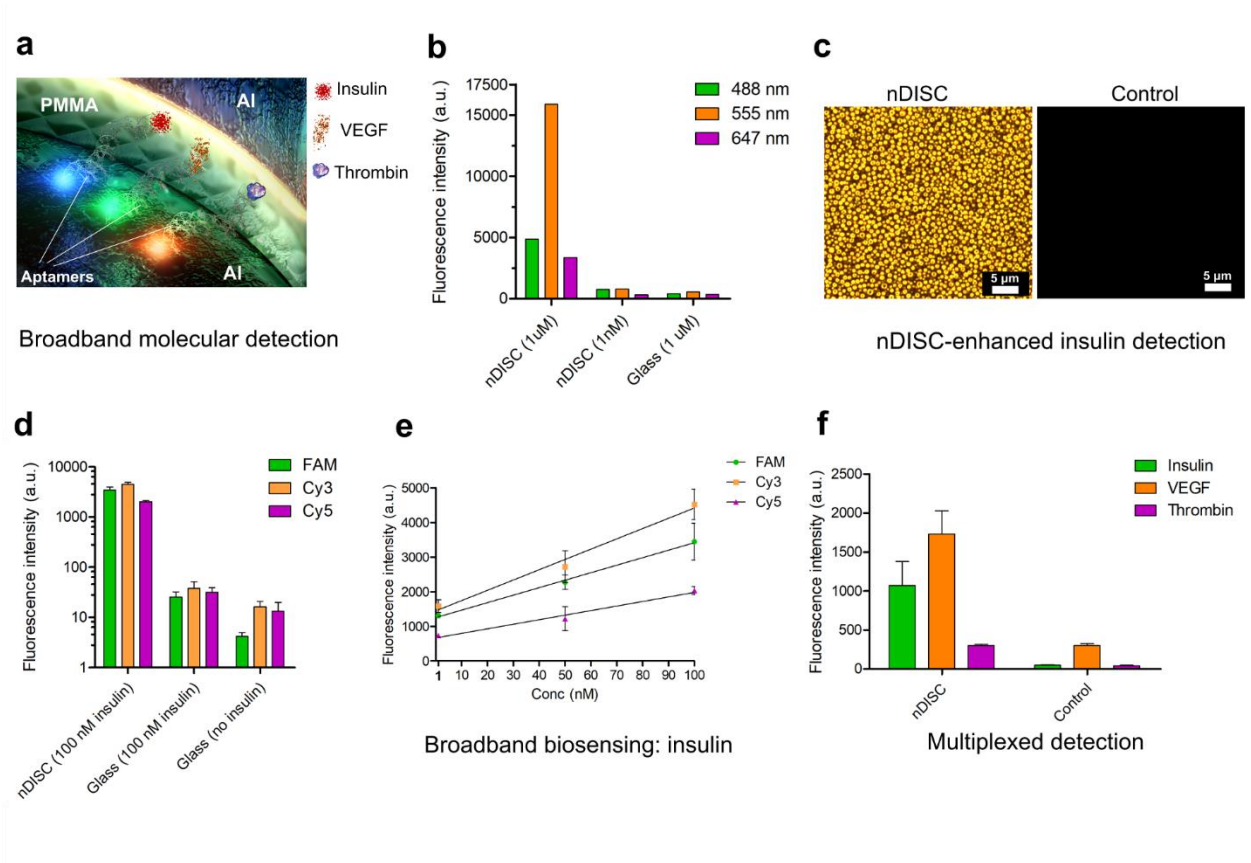 a
PMMA
Al
Al
Aptamers
Insulin
VEGF
Thrombin
Broadband molecular detection
b
Fluorescence intensity (a.u.)
17500
15000
10000
5000
0
488 nm
555 nm
647 nm
nDISC (1uM)
nDISC (1nM)
Glass (1 uM)
c
nDISC
Control
5 µm
5 µm
nDISC-enhanced insulin detection
d
Fluorescence intensity (a.u.)
10000
1000
100
10
1
FAM
Cy3
Cy5
nDISC (100 nM insulin)
Glass (100 nM insulin)
Glass (no insulin)
e
Fluorescence intensity (a.u.)
5000
4000
3000
2000
1000
0
1 10 20 30 40 50 60 70 80 90 100
Conc (nM)
FAM
Cy3
Cy5
Broadband biosensing: insulin
f
Fluorescence intensity (a.u.)
2500
2000
1500
1000
500
0
Insulin
VEGF
Thrombin
nDISC
Control
Multiplexed detection